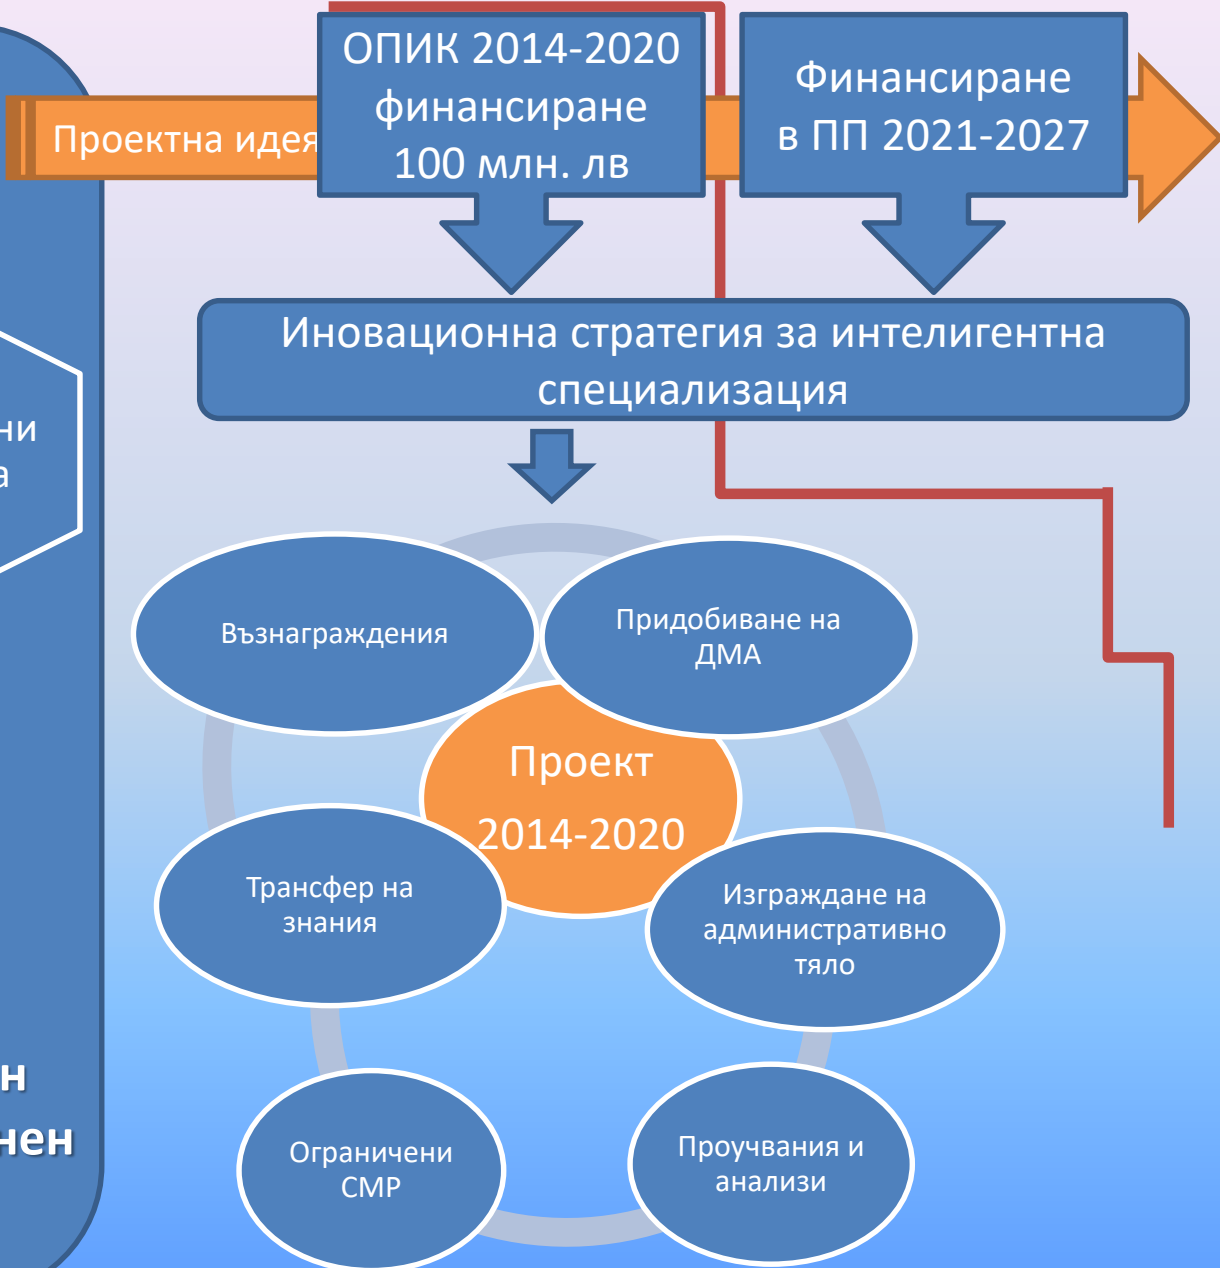 ОПИК 2014-2020
финансиране
100 млн. лв
Финансиране
в ПП 2021-2027
Проектна идея
Иновационна стратегия за интелигентна
специализация
Възнаграждения
Придобиване на
ДМА
Проект
2014-2020
Трансфер на
знания
Изграждане на
административно
тяло
Ограничени
СМР
Проучвания и
анализи